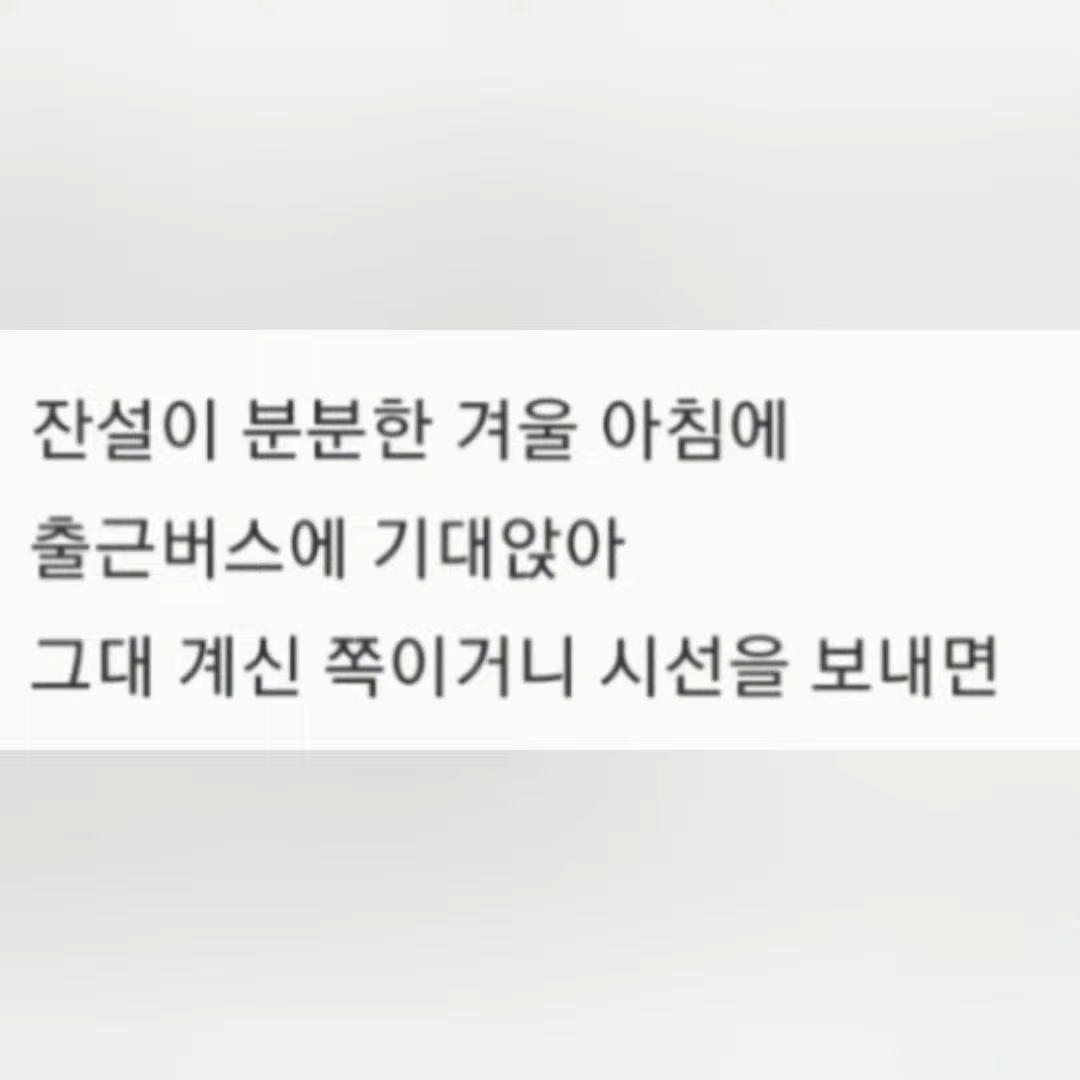 잔설이 분분한 겨울 아침에
출근버스에 기대앉아
그대 계신 쪽이거니 시선을 보내면